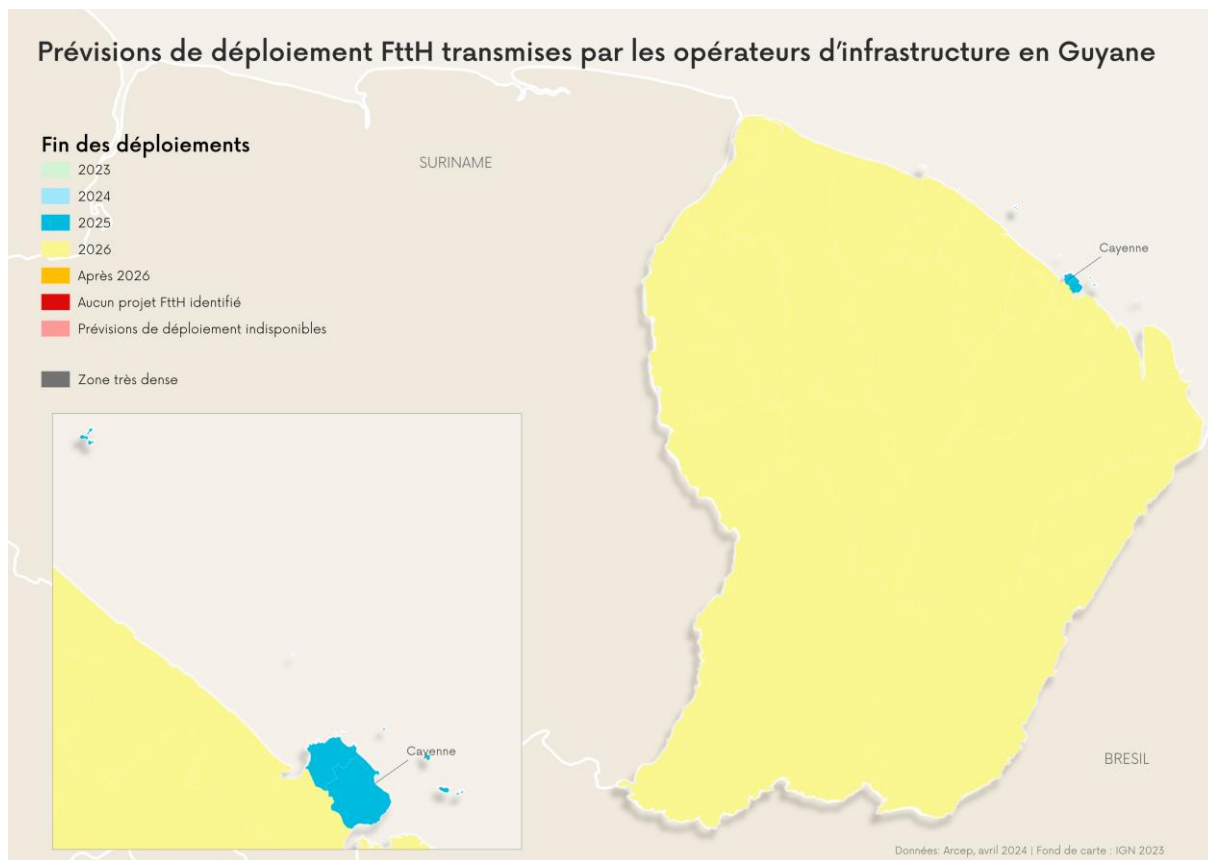 Prévisions de déploiement FttH transmises par les opérateurs d'infrastructure en Guyane
Fin des déploiements
2023
2024
2025
2026
Après 2026
Aucun projet FttH identifié
Prévisions de déploiement indisponibles
Zone très dense
SURINAME
Cayenne
Cayenne
BRESIL
Données: Arcep, avril 2024 | Fond de carte : IGN 2023